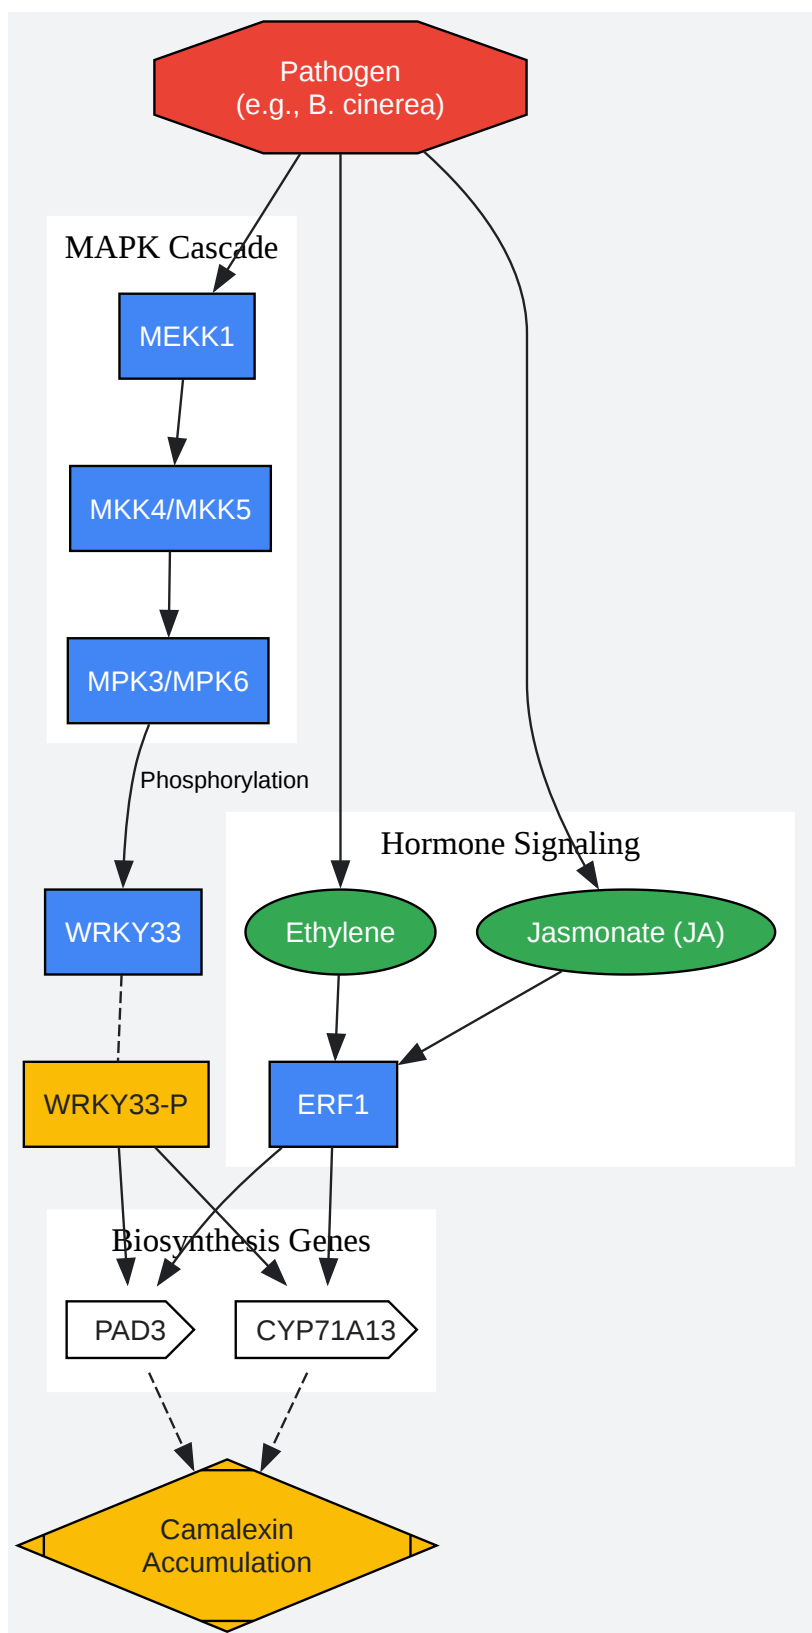 Pathogen
(e.g., B. cinerea)
MAPK Cascade
MEKK1
MKK4/MKK5
MPK3/MPK6
Phosphorylation
Hormone Signaling
WRKY33
Ethylene
Jasmonate (JA)
WRKY33-P
ERF1
Biosynthesis Genes
PAD3
CYP71A13
Camalexin
Accumulation